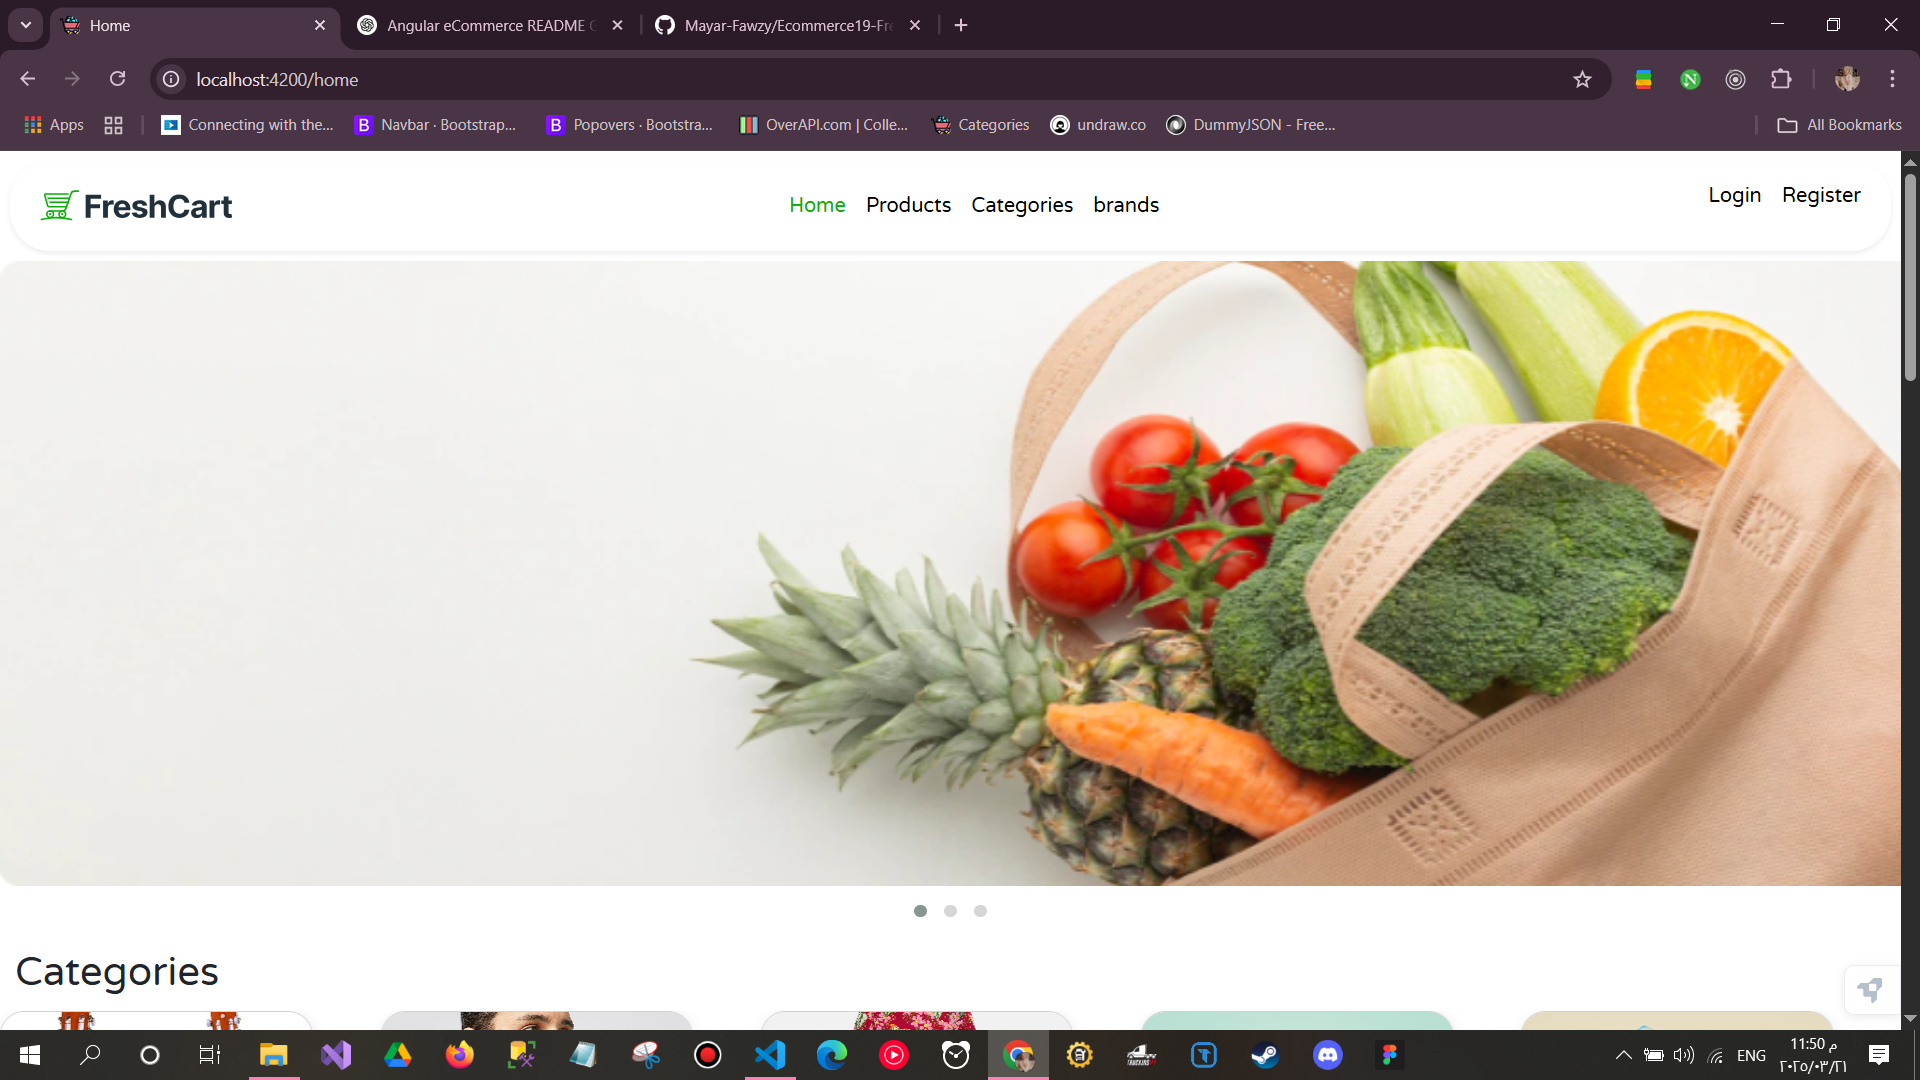 Home
Angular eCommerce README G
Mayar-Fawzy/Ecommerce19-Fre
localhost:4200/home
Apps
Connecting with the...
Navbar · Bootstrap...
Popovers · Bootstra...
OverAPI.com | Colle...
Categories
undraw.co
DummyJSON - Free...
All Bookmarks
FreshCart
Home
Products
Categories
brands
Login
Register
Categories
ENG
11:50 م
٢٠٢٥/٠٣/٢١